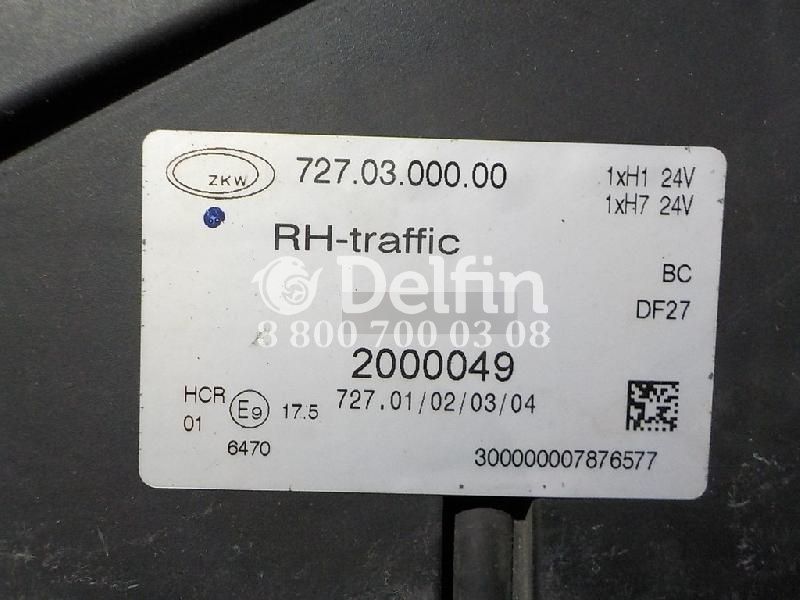 ZKW 727.03.000.00 1xH1 24V
1xH7 24V
RH-traffic
BC
Delfin
DF27
8 800 700 03 08
2000049
HCR 01 E9 17.5 727.01/02/03/04
6470
300000007876577